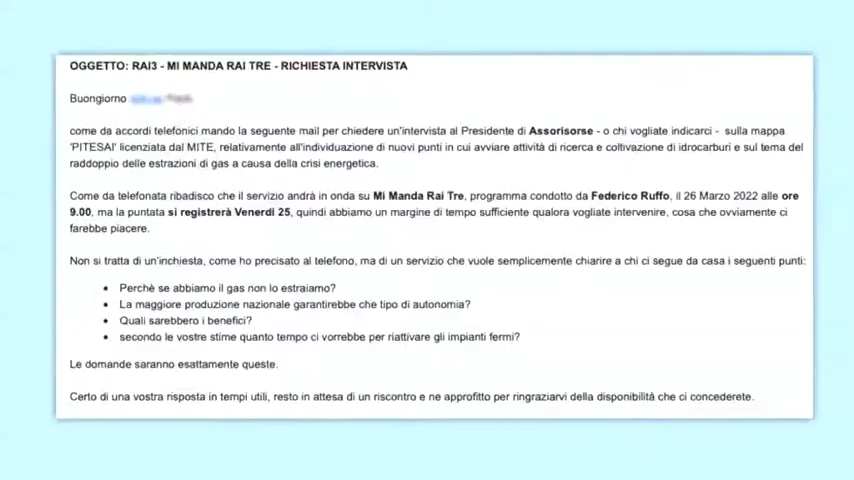 OGGETTO: RAI3 - MI MANDA RAI TRE - RICHIESTA INTERVISTA
Buongiorno
come da accordi telefonici mando la seguente mail per chiedere un'intervista al Presidente di Assorisorse - o chi vogliate indicarci - sulla mappa
'PITESAI' licenziata dal MITE, relativamente all'individuazione di nuovi punti in cui avviare attività di ricerca e coltivazione di idrocarburi e sul tema del
raddoppio delle estrazioni di gas a causa della crisi energetica.
Come da telefonata ribadisco che il servizio andrà in onda su Mi Manda Rai Tre, programma condotto da Federico Ruffo, il 26 Marzo 2022 alle ore
9.00, ma la puntata si registrerà Venerdì 25, quindi abbiamo un margine di tempo sufficiente qualora vogliate intervenire, cosa che ovviamente ci
farebbe piacere.
Non si tratta di un'inchiesta, come ho precisato al telefono, ma di un servizio che vuole semplicemente chiarire a chi ci segue da casa i seguenti punti:
• Perchè se abbiamo il gas non lo estraiamo?
• La maggiore produzione nazionale garantirebbe che tipo di autonomia?
• Quali sarebbero i benefici?
• secondo le vostre stime quanto tempo ci vorrebbe per riattivare gli impianti fermi?
Le domande saranno esattamente queste.
Certo di una vostra risposta in tempi utili, resto in attesa di un riscontro e ne approfitto per ringraziarvi della disponibilità che ci concederete.